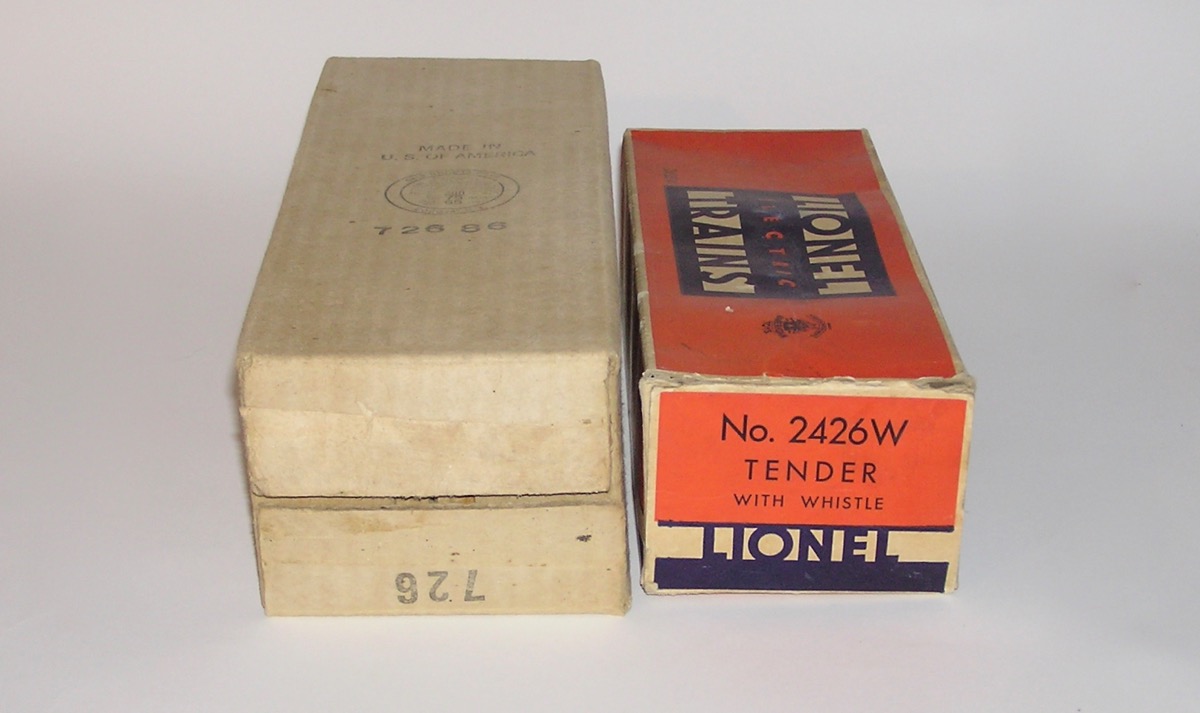 MADE IN
U. S. OF AMERICA
726 86
726
LIONEL
ELECTRIC
TRAINS
No. 2426W
TENDER
WITH WHISTLE
LIONEL